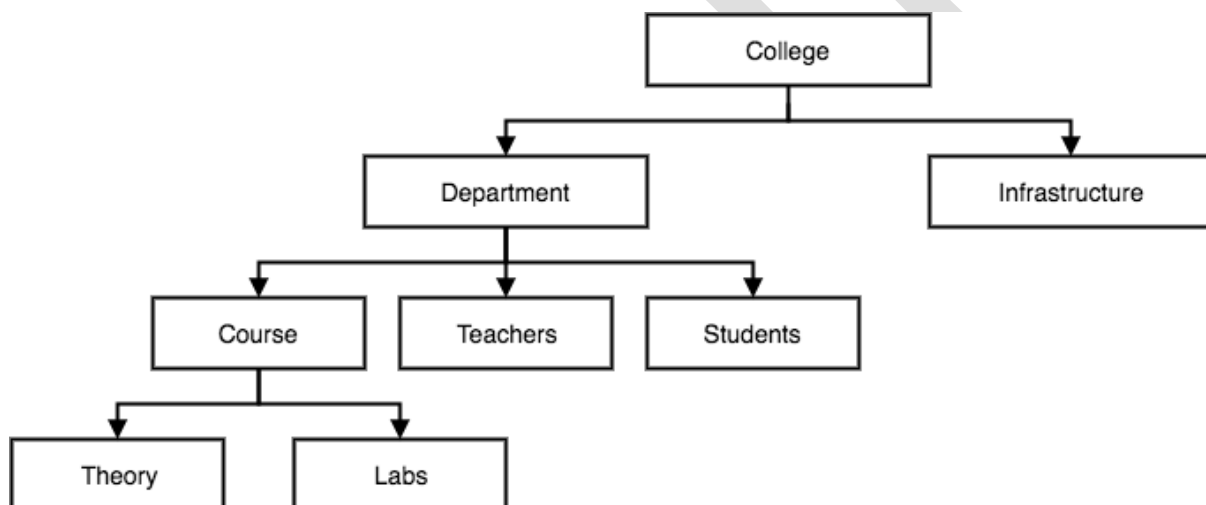 College
Department
Infrastructure
Course
Teachers
Students
Theory
Labs